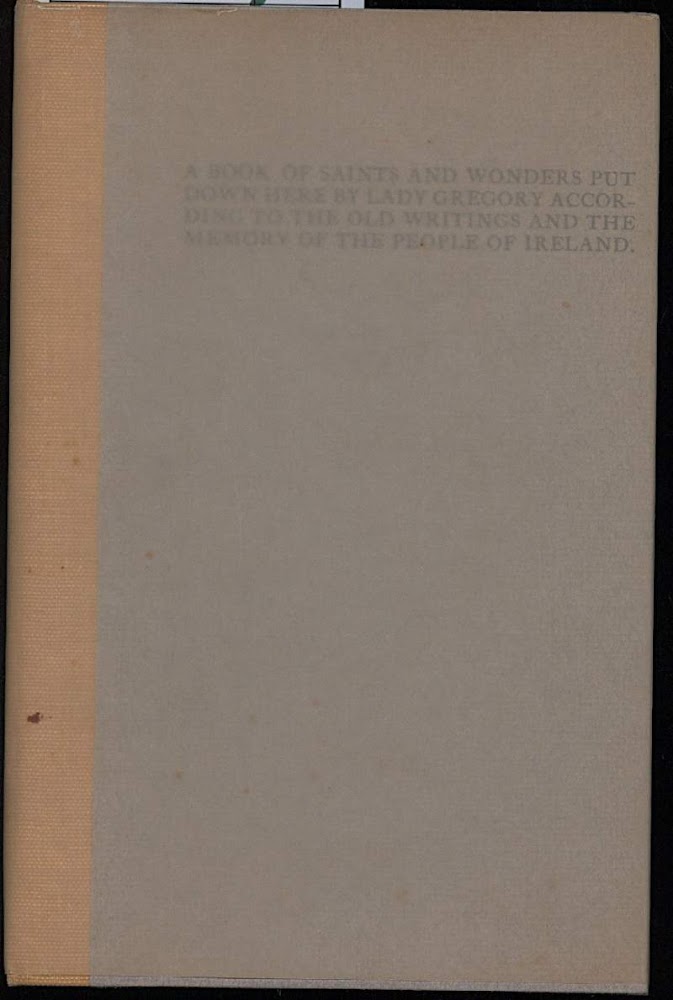 A BOOK OF SAINTS AND WONDERS PUT
DOWN HERE BY LADY GREGORY ACCOR-
DING TO THE OLD WRITINGS AND THE
MEMORY OF THE PEOPLE OF IRELAND.